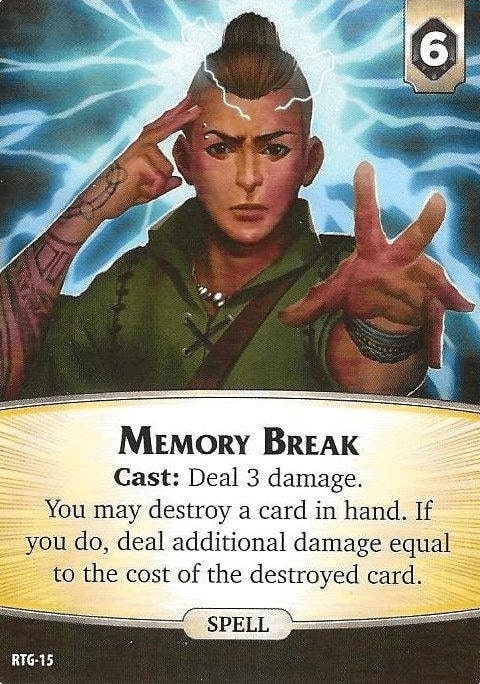 6
Memory Break
Cast: Deal 3 damage.
You may destroy a card in hand. If
you do, deal additional damage equal
to the cost of the destroyed card.
SPELL
RTG-15